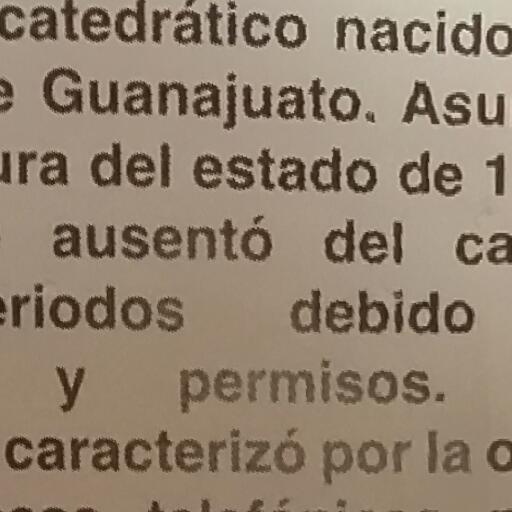 catedrático nacido
e Guanajuato. Asu
ura del estado de 1
ausentó del ca
eriodos debido
y permisos.
caracterizó por la o